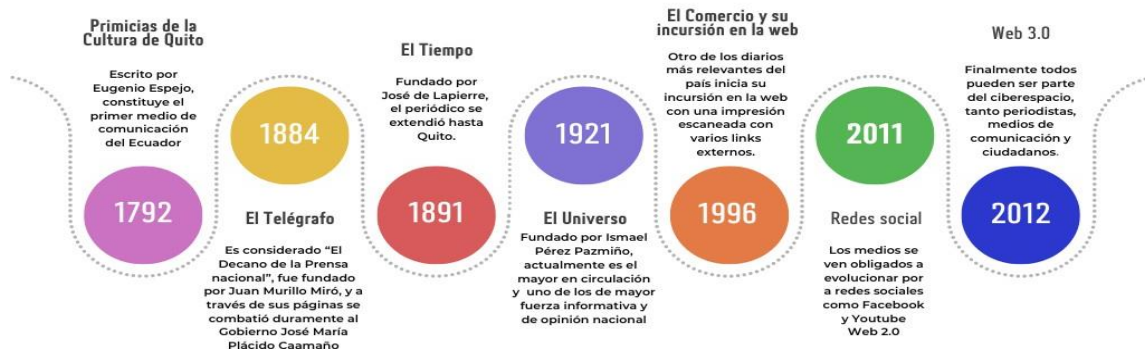 Primicias de la
Cultura de Quito
Escrito por
Eugenio Espejo,
constituye el
primer medio de
comunicación
del Ecuador
1792
1884
El Telégrafo
Es considerado “El
Decano de la Prensa
nacional”, fue fundado
por Juan Murillo Miró, y a
través de sus páginas se
combatió duramente al
Gobierno José María
Plácido Caamaño
El Tiempo
Fundado por
José de Lapierre,
el periódico se
extendió hasta
Quito.
1891
1921
El Universo
Fundado por Ismael
Pérez Pazmiño,
actualmente es el
mayor en circulación
y uno de los de mayor
fuerza informativa y
de opinión nacional
El Comercio y su
incursión en la web
Otro de los diarios
más relevantes del
país inicia su
incursión en la web
con una impresión
escaneada con
varios links
externos.
1996
2011
Redes social
Los medios se
ven obligados a
evolucionar por
a redes sociales
como Facebook
y Youtube
Web 2.0
Web 3.0
Finalmente todos
pueden ser parte
del ciberespacio,
tanto periodistas,
medios de
comunicación y
ciudadanos.
2012